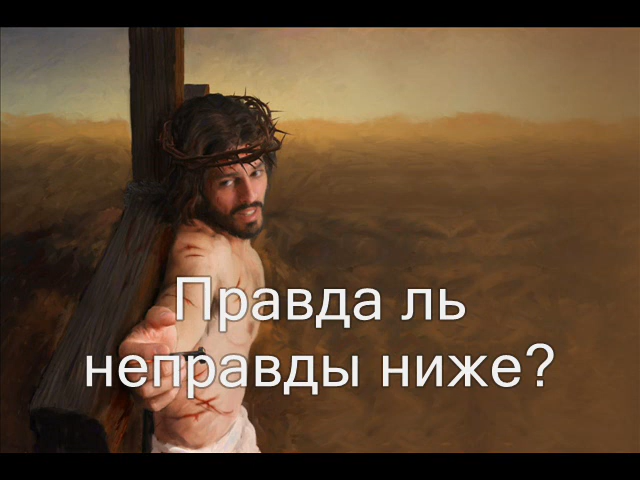 Правда ль
неправды ниже?